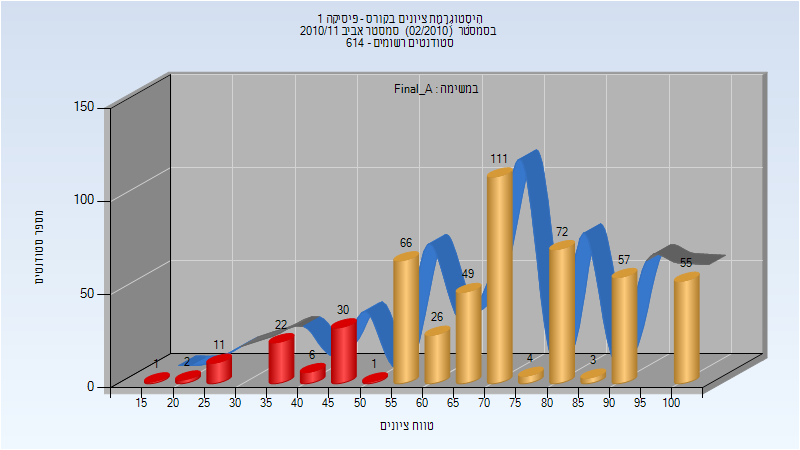 היסטוגרמת ציונים בקורס - פיסיקה 1
בסמסטר (02/2010) סמסטר אביב 2010/11
סטודנטים רשומים - 614
במשימה : Final_A
150
100
50
0
מספר סטודנטים
1
2
11
22
6
30
1
66
26
49
111
4
72
3
57
55
15 20 25 30 35 40 45 50 55 60 65 70 75 80 85 90 95 100
טווח ציונים